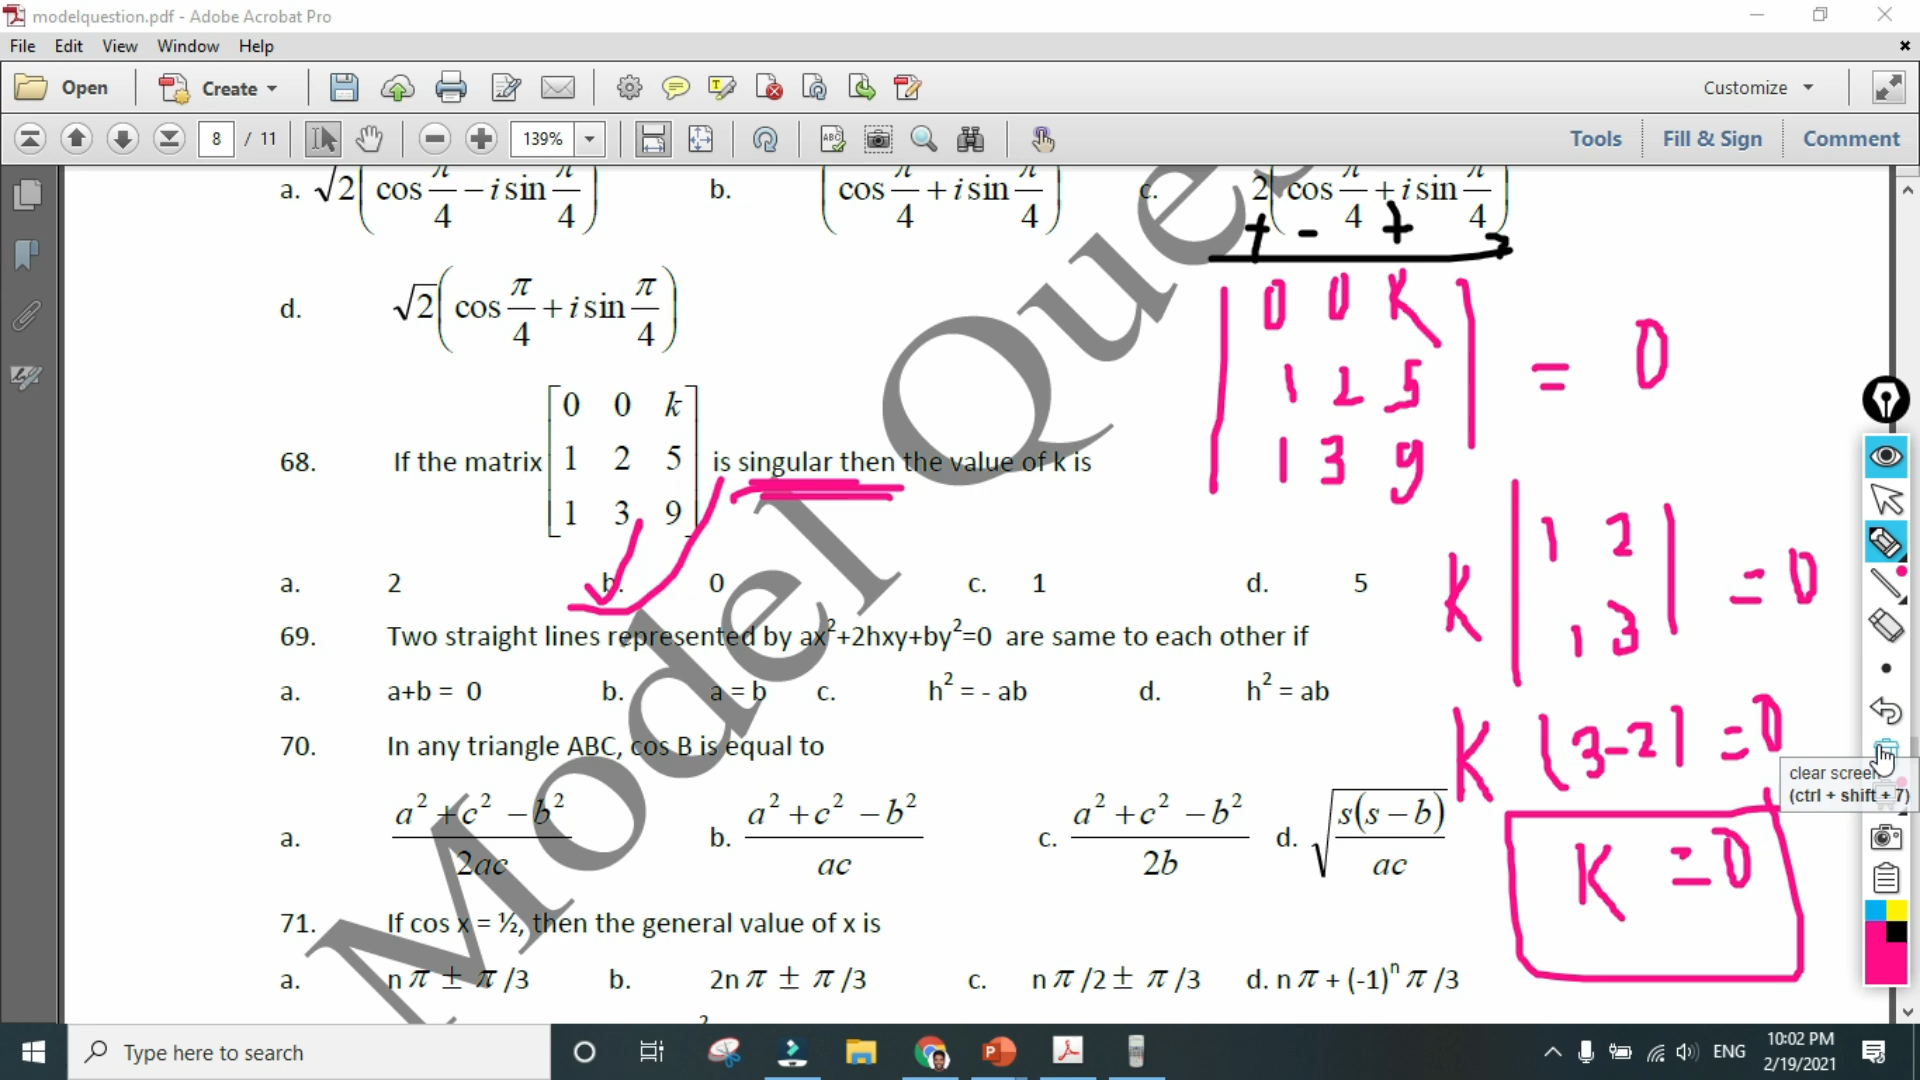 modelquestion.pdf - Adobe Acrobat Pro
File Edit View Window Help
Open Create Customize
8 / 11 139% Tools Fill & Sign Comment
a. √2(cos π/4 − i sin π/4) b. (cos π/4 + i sin π/4) c. 2(cos π/4 + i sin π/4)
+ - +
d. √2(cos π/4 + i sin π/4)
68. If the matrix [0 0 k; 1 2 5; 1 3 9] is singular then the value of k is
a. 2 b. 0 c. 1 d. 5
69. Two straight lines represented by ax²+2hxy+by²=0 are same to each other if
a. a+b = 0 b. a = b c. h² = - ab d. h² = ab
70. In any triangle ABC, cos B is equal to
a. (a² + c² − b²)/2ac b. (a² + c² − b²)/ac c. (a² + c² − b²)/2b d. √(s(s − b)/ac)
71. If cos x = ½, then the general value of x is
a. nπ ± π/3 b. 2nπ ± π/3 c. nπ/2 ± π/3 d. nπ + (-1)ⁿ π/3
2
|0 0 K|
|1 2 5| = 0
|1 3 9|
K |1 2; 1 3| = 0
K (3-2) = 0
K = 0
clear screen
(ctrl + shift + 7)
Model Ques
Type here to search
ENG
10:02 PM
2/19/2021